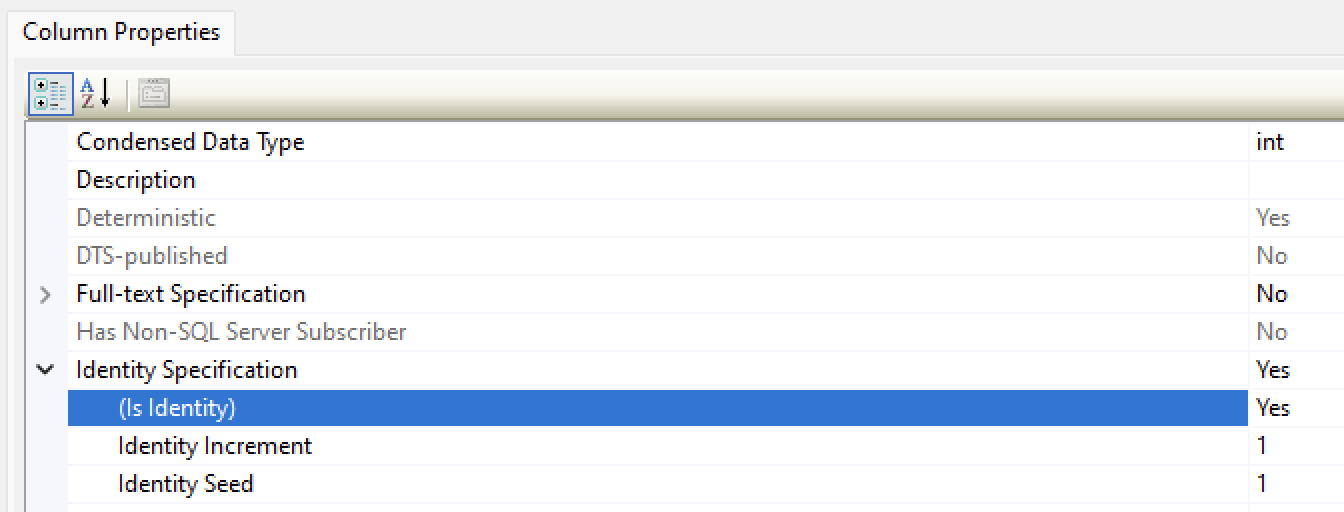 Column Properties
A
Z
Condensed Data Type int
Description
Deterministic Yes
DTS-published No
Full-text Specification No
Has Non-SQL Server Subscriber No
Identity Specification Yes
(Is Identity) Yes
Identity Increment 1
Identity Seed 1